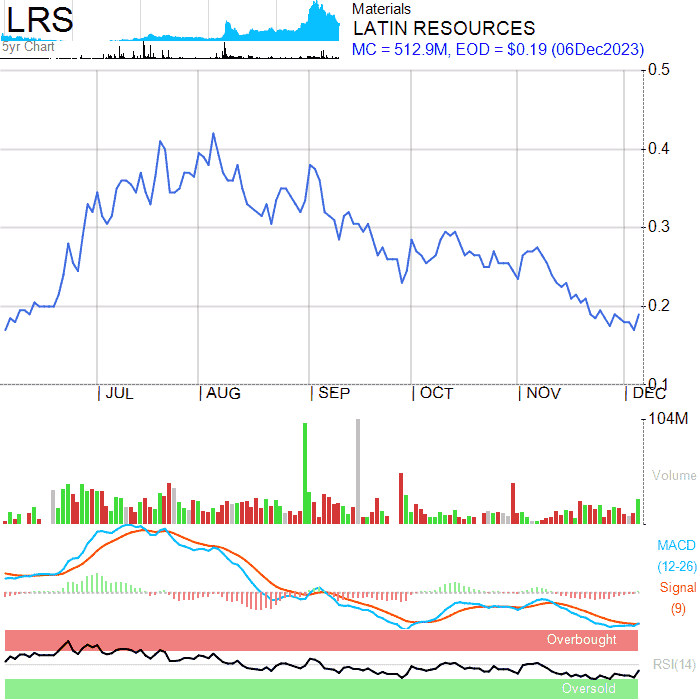 LRS
5yr Chart
Materials
LATIN RESOURCES
MC = 512.9M, EOD = $0.19 (06Dec2023)
0.5
0.4
0.3
0.2
0.1
JUL
AUG
SEP
OCT
NOV
DEC
104M
Volume
MACD
(12-26)
Signal
(9)
Overbought
RSI(14)
Oversold